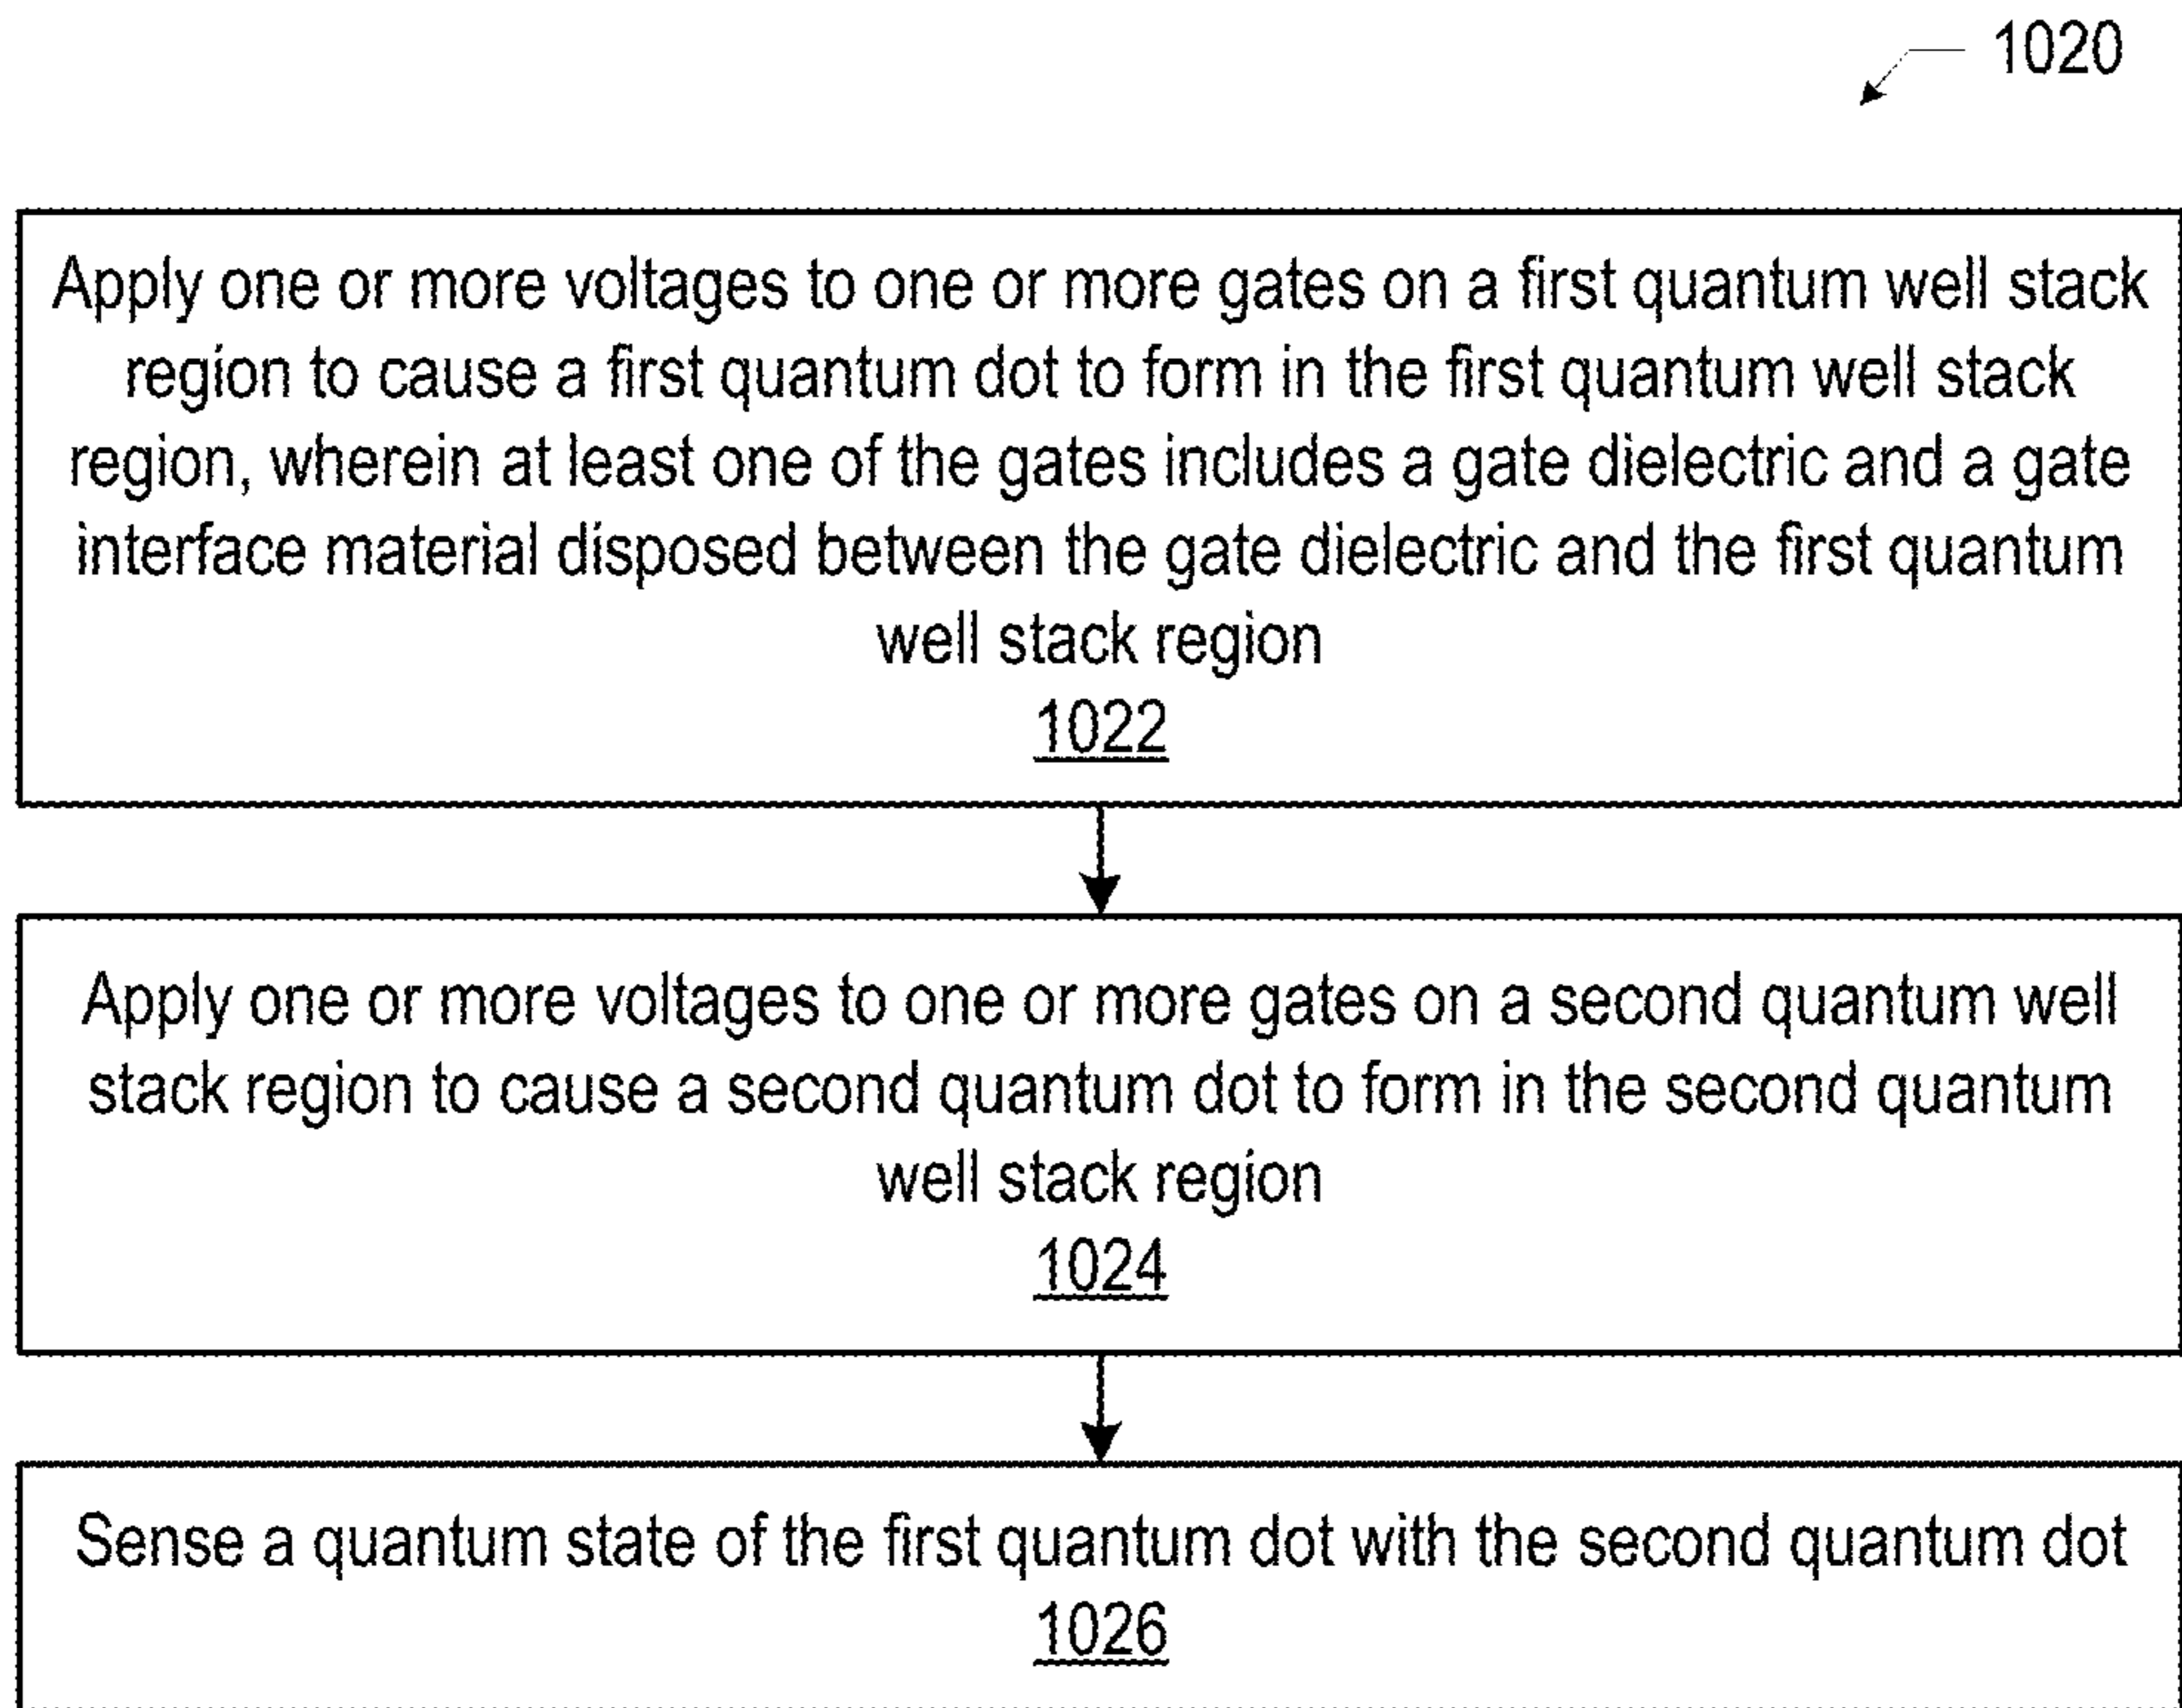 1020
Apply one or more voltages to one or more gates on a first quantum well stack
region to cause a first quantum dot to form in the first quantum well stack
region, wherein at least one of the gates includes a gate dielectric and a gate
interface material disposed between the gate dielectric and the first quantum
well stack region
1022
Apply one or more voltages to one or more gates on a second quantum well
stack region to cause a second quantum dot to form in the second quantum
well stack region
1024
Sense a quantum state of the first quantum dot with the second quantum dot
1026